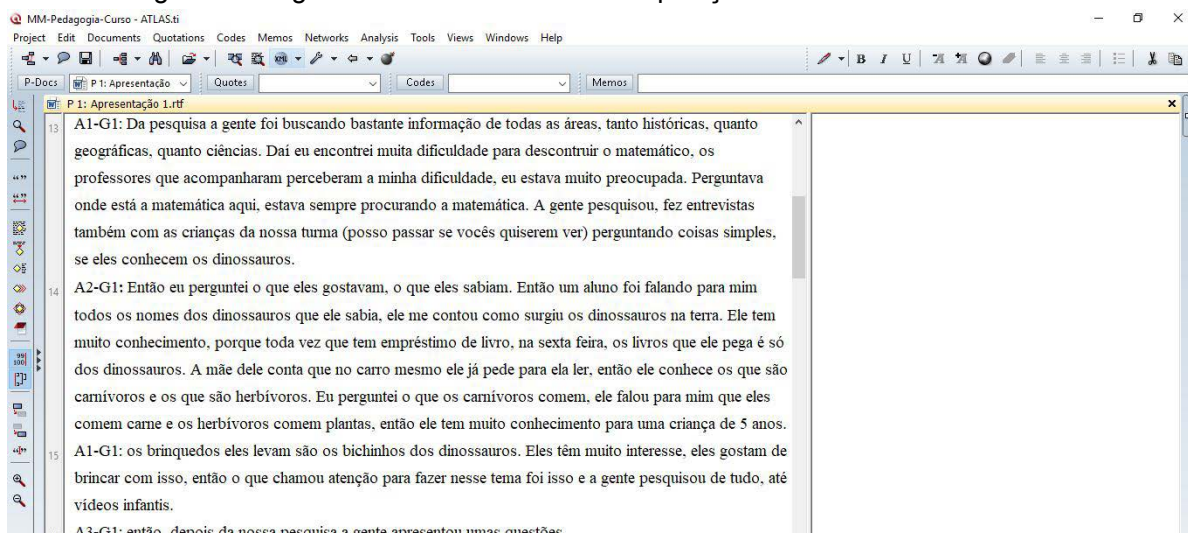 MM-Pedagogia-Curso - ATLAS.ti
Project Edit Documents Quotations Codes Memos Networks Analysis Tools Views Windows Help
B I U
P-Docs P 1: Apresentação Quotes Codes Memos
P 1: Apresentação 1.rtf
13 A1-G1: Da pesquisa a gente foi buscando bastante informação de todas as áreas, tanto históricas, quanto
geográficas, quanto ciências. Daí eu encontrei muita dificuldade para descontruir o matemático, os
professores que acompanharam perceberam a minha dificuldade, eu estava muito preocupada. Perguntava
onde está a matemática aqui, estava sempre procurando a matemática. A gente pesquisou, fez entrevistas
também com as crianças da nossa turma (posso passar se vocês quiserem ver) perguntando coisas simples,
se eles conhecem os dinossauros.
14 A2-G1: Então eu perguntei o que eles gostavam, o que eles sabiam. Então um aluno foi falando para mim
todos os nomes dos dinossauros que ele sabia, ele me contou como surgiu os dinossauros na terra. Ele tem
muito conhecimento, porque toda vez que tem empréstimo de livro, na sexta feira, os livros que ele pega é só
dos dinossauros. A mãe dele conta que no carro mesmo ele já pede para ela ler, então ele conhece os que são
carnívoros e os que são herbívoros. Eu perguntei o que os carnívoros comem, ele falou para mim que eles
comem carne e os herbívoros comem plantas, então ele tem muito conhecimento para uma criança de 5 anos.
15 A1-G1: os brinquedos eles levam são os bichinhos dos dinossauros. Eles têm muito interesse, eles gostam de
brincar com isso, então o que chamou atenção para fazer nesse tema foi isso e a gente pesquisou de tudo, até
vídeos infantis.
A3-G1: então, depois da nossa pesquisa a gente apresentou umas questões